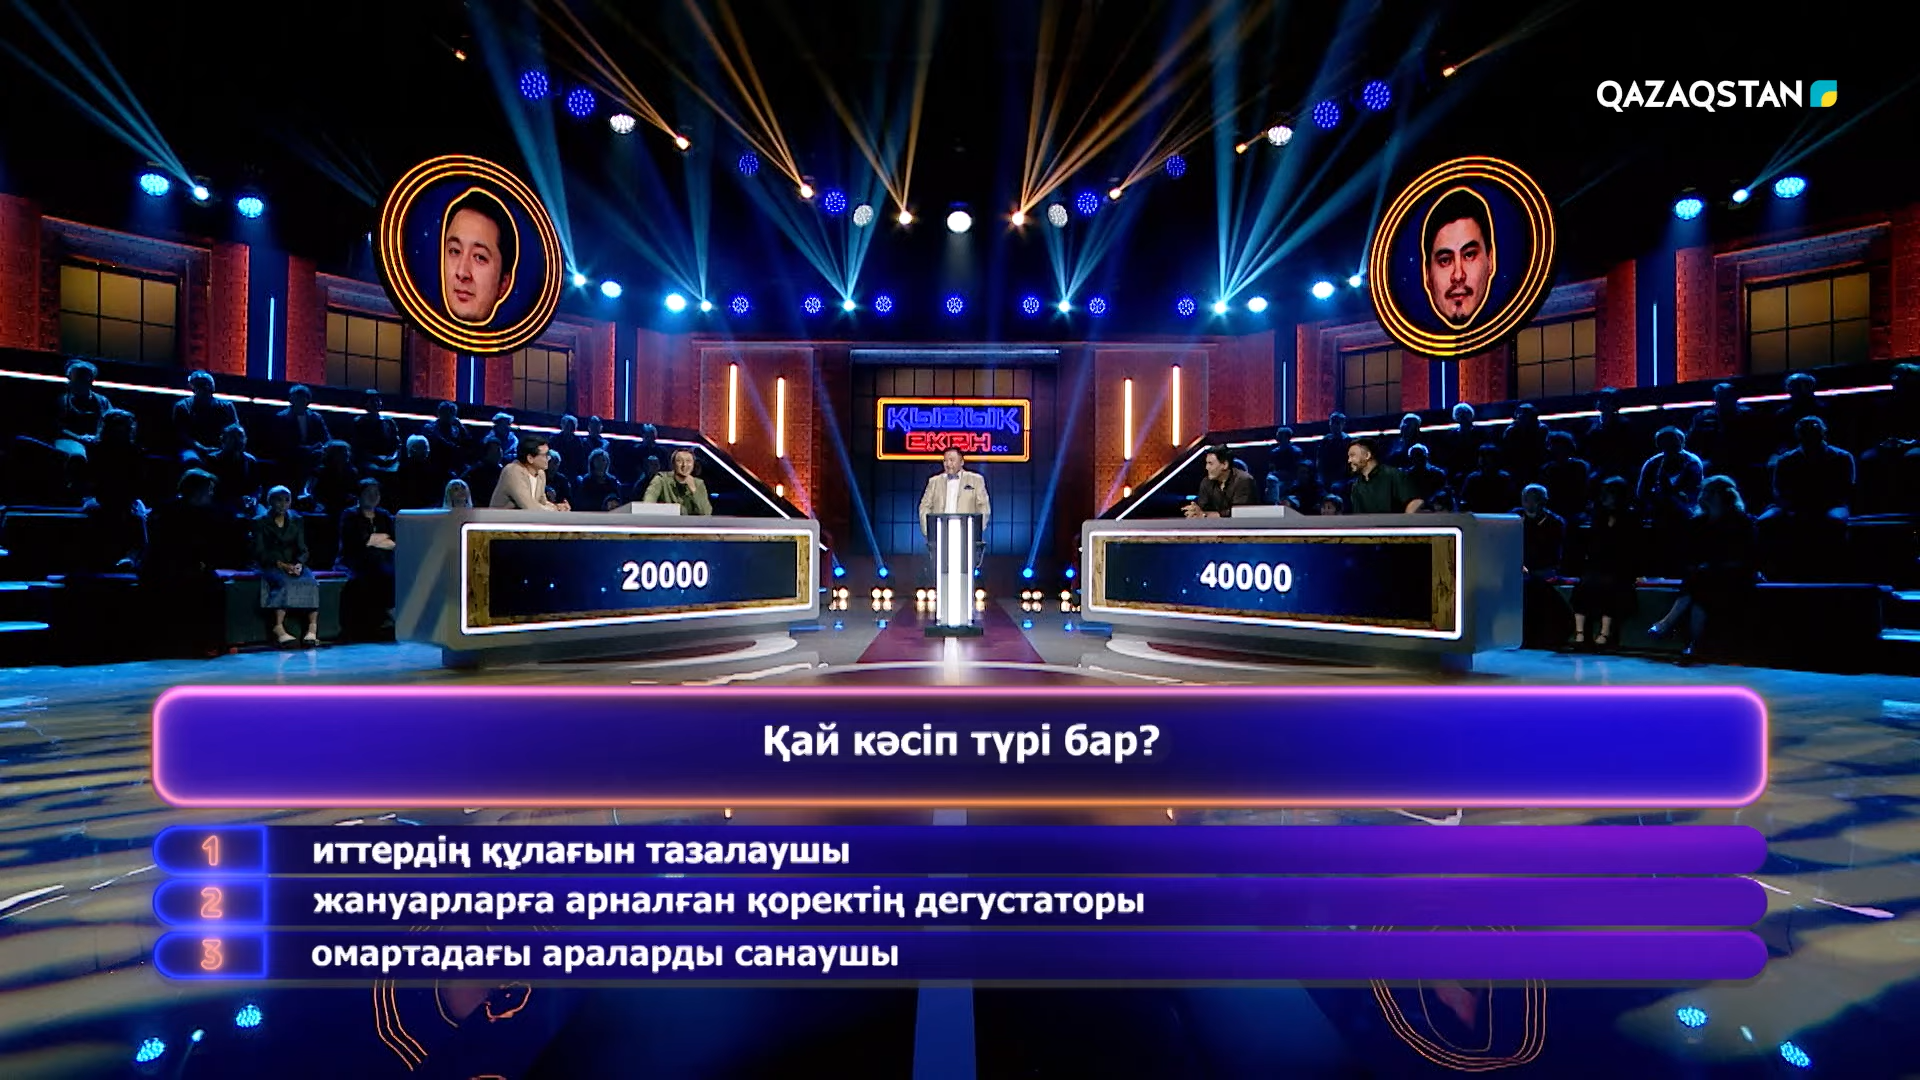 QAZAQSTAN
ҚЫЗЫҚ
ЕКЕН...
20000
40000
Қай кәсіп түрі бар?
1 иттердің құлағын тазалаушы
2 жануарларға арналған қоректің дегустаторы
3 омартадағы араларды санаушы